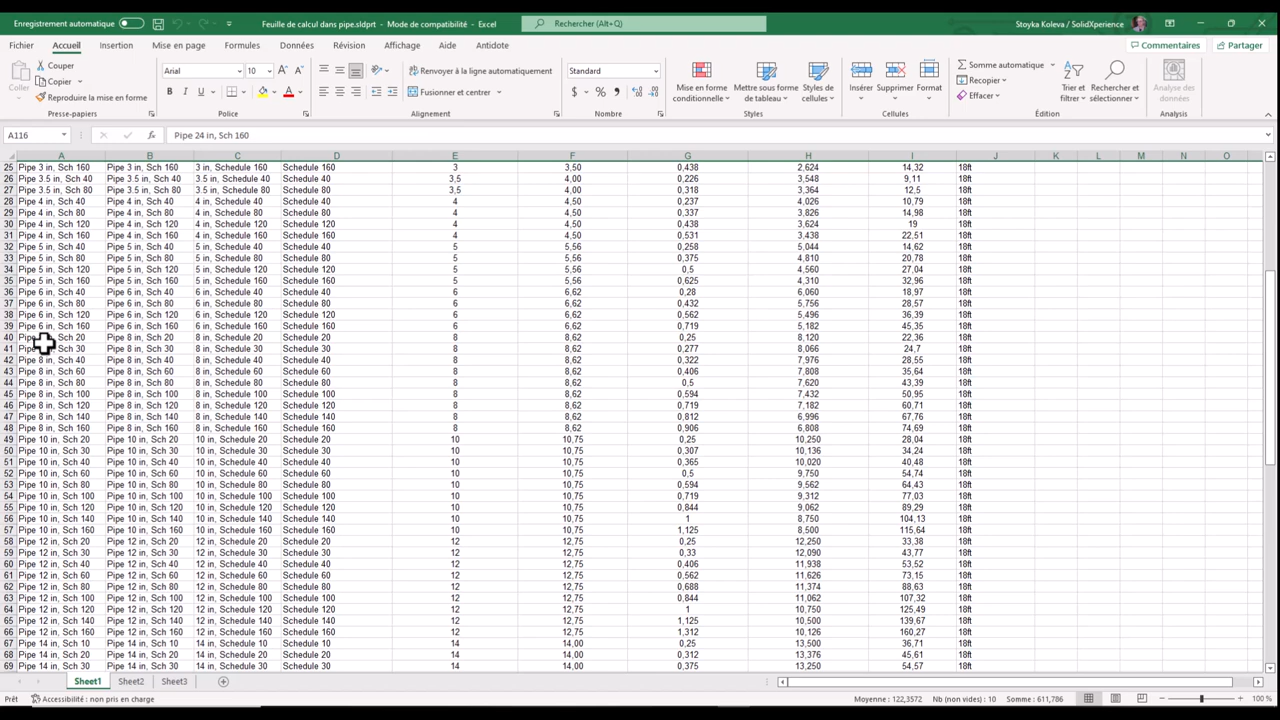 Enregistrement automatique Feuille de calcul dans pipe.sldprt - Mode de compatibilité - Excel Rechercher (Alt+Q) Stoyka Koleva / SolidXperience
Fichier Accueil Insertion Mise en page Formules Données Révision Affichage Aide Antidote Commentaires Partager
Coller Couper Copier Reproduire la mise en forme
Arial 10 A A G I S A
Renvoyer à la ligne automatiquement
Fusionner et centrer
Standard
$ % 000
Mise en forme conditionnelle Mettre sous forme de tableau Styles de cellules
Insérer Supprimer Format
Somme automatique Recopier Effacer
Trier et filtrer Rechercher et sélectionner
Analyse des données
Presse-papiers Police Alignement Nombre Styles Cellules Édition Analysis
A116 fx Pipe 24 in, Sch 160
A B C D E F G H I J K L M N O
25 Pipe 3 in, Sch 160 Pipe 3 in, Sch 160 3 in, Schedule 160 Schedule 160 3 3,50 0,438 2,624 14,32 18ft
26 Pipe 3.5 in, Sch 40 Pipe 3.5 in, Sch 40 3.5 in, Schedule 40 Schedule 40 3,5 4,00 0,226 3,548 9,11 18ft
27 Pipe 3.5 in, Sch 80 Pipe 3.5 in, Sch 80 3.5 in, Schedule 80 Schedule 80 3,5 4,00 0,318 3,364 12,5 18ft
28 Pipe 4 in, Sch 40 Pipe 4 in, Sch 40 4 in, Schedule 40 Schedule 40 4 4,50 0,237 4,026 10,79 18ft
29 Pipe 4 in, Sch 80 Pipe 4 in, Sch 80 4 in, Schedule 80 Schedule 80 4 4,50 0,337 3,826 14,98 18ft
30 Pipe 4 in, Sch 120 Pipe 4 in, Sch 120 4 in, Schedule 120 Schedule 120 4 4,50 0,438 3,624 19 18ft
31 Pipe 4 in, Sch 160 Pipe 4 in, Sch 160 4 in, Schedule 160 Schedule 160 4 4,50 0,531 3,438 22,51 18ft
32 Pipe 5 in, Sch 40 Pipe 5 in, Sch 40 5 in, Schedule 40 Schedule 40 5 5,56 0,258 5,044 14,62 18ft
33 Pipe 5 in, Sch 80 Pipe 5 in, Sch 80 5 in, Schedule 80 Schedule 80 5 5,56 0,375 4,810 20,78 18ft
34 Pipe 5 in, Sch 120 Pipe 5 in, Sch 120 5 in, Schedule 120 Schedule 120 5 5,56 0,5 4,560 27,04 18ft
35 Pipe 5 in, Sch 160 Pipe 5 in, Sch 160 5 in, Schedule 160 Schedule 160 5 5,56 0,625 4,310 32,96 18ft
36 Pipe 6 in, Sch 40 Pipe 6 in, Sch 40 6 in, Schedule 40 Schedule 40 6 6,62 0,28 6,060 18,97 18ft
37 Pipe 6 in, Sch 80 Pipe 6 in, Sch 80 6 in, Schedule 80 Schedule 80 6 6,62 0,432 5,756 28,57 18ft
38 Pipe 6 in, Sch 120 Pipe 6 in, Sch 120 6 in, Schedule 120 Schedule 120 6 6,62 0,562 5,496 36,39 18ft
39 Pipe 6 in, Sch 160 Pipe 6 in, Sch 160 6 in, Schedule 160 Schedule 160 6 6,62 0,719 5,182 45,35 18ft
40 Sch 20 Pipe 8 in, Sch 20 8 in, Schedule 20 Schedule 20 8 8,62 0,25 8,120 22,36 18ft
41 Sch 30 Pipe 8 in, Sch 30 8 in, Schedule 30 Schedule 30 8 8,62 0,277 8,066 24,7 18ft
42 Pipe 8 in, Sch 40 Pipe 8 in, Sch 40 8 in, Schedule 40 Schedule 40 8 8,62 0,322 7,976 28,55 18ft
43 Pipe 8 in, Sch 60 Pipe 8 in, Sch 60 8 in, Schedule 60 Schedule 60 8 8,62 0,406 7,808 35,64 18ft
44 Pipe 8 in, Sch 80 Pipe 8 in, Sch 80 8 in, Schedule 80 Schedule 80 8 8,62 0,5 7,620 43,39 18ft
45 Pipe 8 in, Sch 100 Pipe 8 in, Sch 100 8 in, Schedule 100 Schedule 100 8 8,62 0,594 7,432 50,95 18ft
46 Pipe 8 in, Sch 120 Pipe 8 in, Sch 120 8 in, Schedule 120 Schedule 120 8 8,62 0,719 7,182 60,71 18ft
47 Pipe 8 in, Sch 140 Pipe 8 in, Sch 140 8 in, Schedule 140 Schedule 140 8 8,62 0,812 6,996 67,76 18ft
48 Pipe 8 in, Sch 160 Pipe 8 in, Sch 160 8 in, Schedule 160 Schedule 160 8 8,62 0,906 6,808 74,69 18ft
49 Pipe 10 in, Sch 20 Pipe 10 in, Sch 20 10 in, Schedule 20 Schedule 20 10 10,75 0,25 10,250 28,04 18ft
50 Pipe 10 in, Sch 30 Pipe 10 in, Sch 30 10 in, Schedule 30 Schedule 30 10 10,75 0,307 10,136 34,24 18ft
51 Pipe 10 in, Sch 40 Pipe 10 in, Sch 40 10 in, Schedule 40 Schedule 40 10 10,75 0,365 10,020 40,48 18ft
52 Pipe 10 in, Sch 60 Pipe 10 in, Sch 60 10 in, Schedule 60 Schedule 60 10 10,75 0,5 9,750 54,74 18ft
53 Pipe 10 in, Sch 80 Pipe 10 in, Sch 80 10 in, Schedule 80 Schedule 80 10 10,75 0,594 9,562 64,43 18ft
54 Pipe 10 in, Sch 100 Pipe 10 in, Sch 100 10 in, Schedule 100 Schedule 100 10 10,75 0,719 9,312 77,03 18ft
55 Pipe 10 in, Sch 120 Pipe 10 in, Sch 120 10 in, Schedule 120 Schedule 120 10 10,75 0,844 9,062 89,29 18ft
56 Pipe 10 in, Sch 140 Pipe 10 in, Sch 140 10 in, Schedule 140 Schedule 140 10 10,75 1 8,750 104,13 18ft
57 Pipe 10 in, Sch 160 Pipe 10 in, Sch 160 10 in, Schedule 160 Schedule 160 10 10,75 1,125 8,500 115,64 18ft
58 Pipe 12 in, Sch 20 Pipe 12 in, Sch 20 12 in, Schedule 20 Schedule 20 12 12,75 0,25 12,250 33,38 18ft
59 Pipe 12 in, Sch 30 Pipe 12 in, Sch 30 12 in, Schedule 30 Schedule 30 12 12,75 0,33 12,090 43,77 18ft
60 Pipe 12 in, Sch 40 Pipe 12 in, Sch 40 12 in, Schedule 40 Schedule 40 12 12,75 0,406 11,938 53,52 18ft
61 Pipe 12 in, Sch 60 Pipe 12 in, Sch 60 12 in, Schedule 60 Schedule 60 12 12,75 0,562 11,626 73,15 18ft
62 Pipe 12 in, Sch 80 Pipe 12 in, Sch 80 12 in, Schedule 80 Schedule 80 12 12,75 0,688 11,374 88,63 18ft
63 Pipe 12 in, Sch 100 Pipe 12 in, Sch 100 12 in, Schedule 100 Schedule 100 12 12,75 0,844 11,062 107,32 18ft
64 Pipe 12 in, Sch 120 Pipe 12 in, Sch 120 12 in, Schedule 120 Schedule 120 12 12,75 1 10,750 125,49 18ft
65 Pipe 12 in, Sch 140 Pipe 12 in, Sch 140 12 in, Schedule 140 Schedule 140 12 12,75 1,125 10,500 139,67 18ft
66 Pipe 12 in, Sch 160 Pipe 12 in, Sch 160 12 in, Schedule 160 Schedule 160 12 12,75 1,312 10,126 160,27 18ft
67 Pipe 14 in, Sch 10 Pipe 14 in, Sch 10 14 in, Schedule 10 Schedule 10 14 14,00 0,25 13,500 36,71 18ft
68 Pipe 14 in, Sch 20 Pipe 14 in, Sch 20 14 in, Schedule 20 Schedule 20 14 14,00 0,312 13,376 45,61 18ft
69 Pipe 14 in, Sch 30 Pipe 14 in, Sch 30 14 in, Schedule 30 Schedule 30 14 14,00 0,375 13,250 54,57 18ft
Sheet1 Sheet2 Sheet3
Prêt Accessibilité : non pris en charge Moyenne : 122,3572 Nb (non vides) : 10 Somme : 611,786 100 %